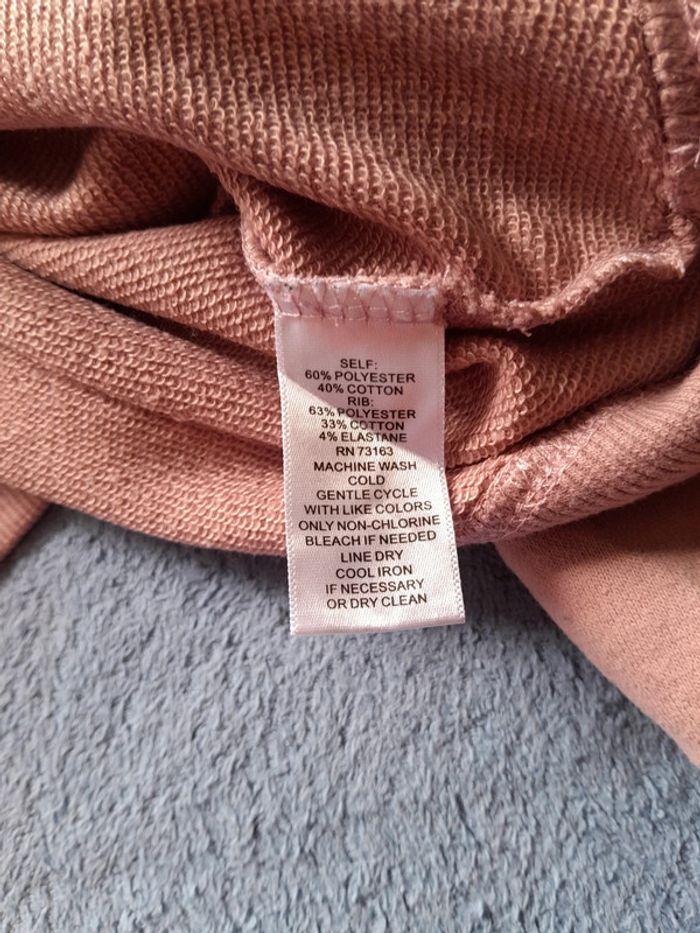 SELF:
60% POLYESTER
40% COTTON
RIB:
63% POLYESTER
33% COTTON
4% ELASTANE
RN 73163
MACHINE WASH
COLD
GENTLE CYCLE
WITH LIKE COLORS
ONLY NON-CHLORINE
BLEACH IF NEEDED
LINE DRY
COOL IRON
IF NECESSARY
OR DRY CLEAN